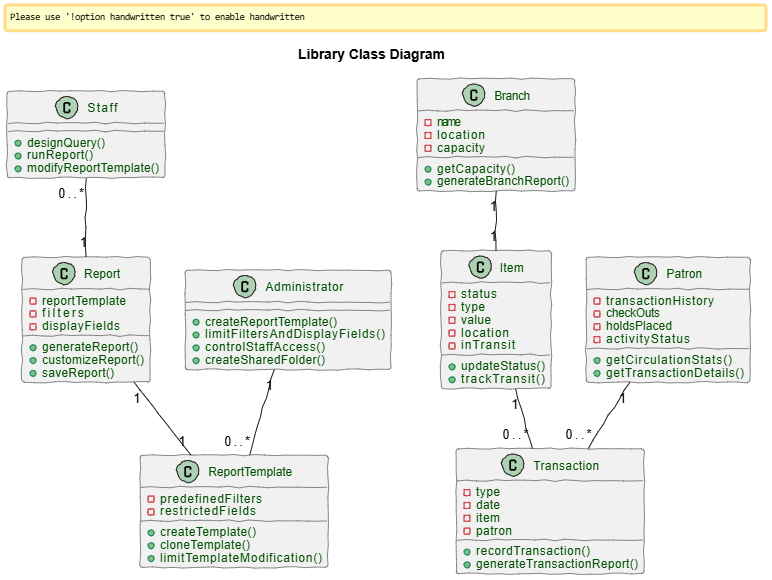 Please use '!option handwritten true' to enable handwritten
Library Class Diagram
C Staff
designQuery()
runReport()
modifyReportTemplate()
C Branch
name
location
capacity
getCapacity()
generateBranchReport()
0..*
1
1
1
C Report
reportTemplate
filters
displayFields
generateReport()
customizeReport()
saveReport()
C Administrator
createReportTemplate()
limitFiltersAndDisplayFields()
controlStaffAccess()
createSharedFolder()
C Item
status
type
value
location
inTransit
updateStatus()
trackTransit()
C Patron
transactionHistory
checkOuts
holdsPlaced
activityStatus
getCirculationStats()
getTransactionDetails()
1
1
1
0..*
1
0..*
1
0..*
C ReportTemplate
predefinedFilters
restrictedFields
createTemplate()
cloneTemplate()
limitTemplateModification()
C Transaction
type
date
item
patron
recordTransaction()
generateTransactionReport()